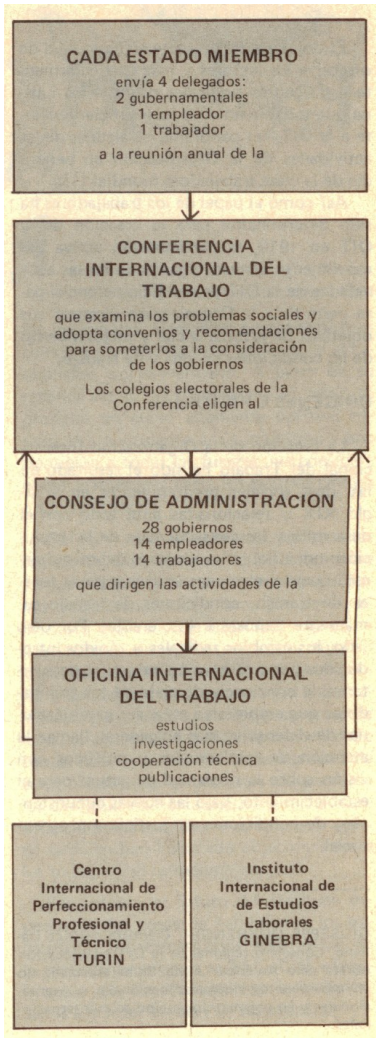 CADA ESTADO MIEMBRO
envía 4 delegados:
2 gubernamentales
1 empleador
1 trabajador
a la reunión anual de la
CONFERENCIA
INTERNACIONAL DEL
TRABAJO
que examina los problemas sociales y
adopta convenios y recomendaciones
para someterlos a la consideración
de los gobiernos
Los colegios electorales de la
Conferencia eligen al
CONSEJO DE ADMINISTRACION
28 gobiernos
14 empleadores
14 trabajadores
que dirigen las actividades de la
OFICINA INTERNACIONAL
DEL TRABAJO
estudios
investigaciones
cooperación técnica
publicaciones
Centro
Internacional de
Perfeccionamiento
Profesional y
Técnico
TURIN
Instituto
Internacional de
de Estudios
Laborales
GINEBRA